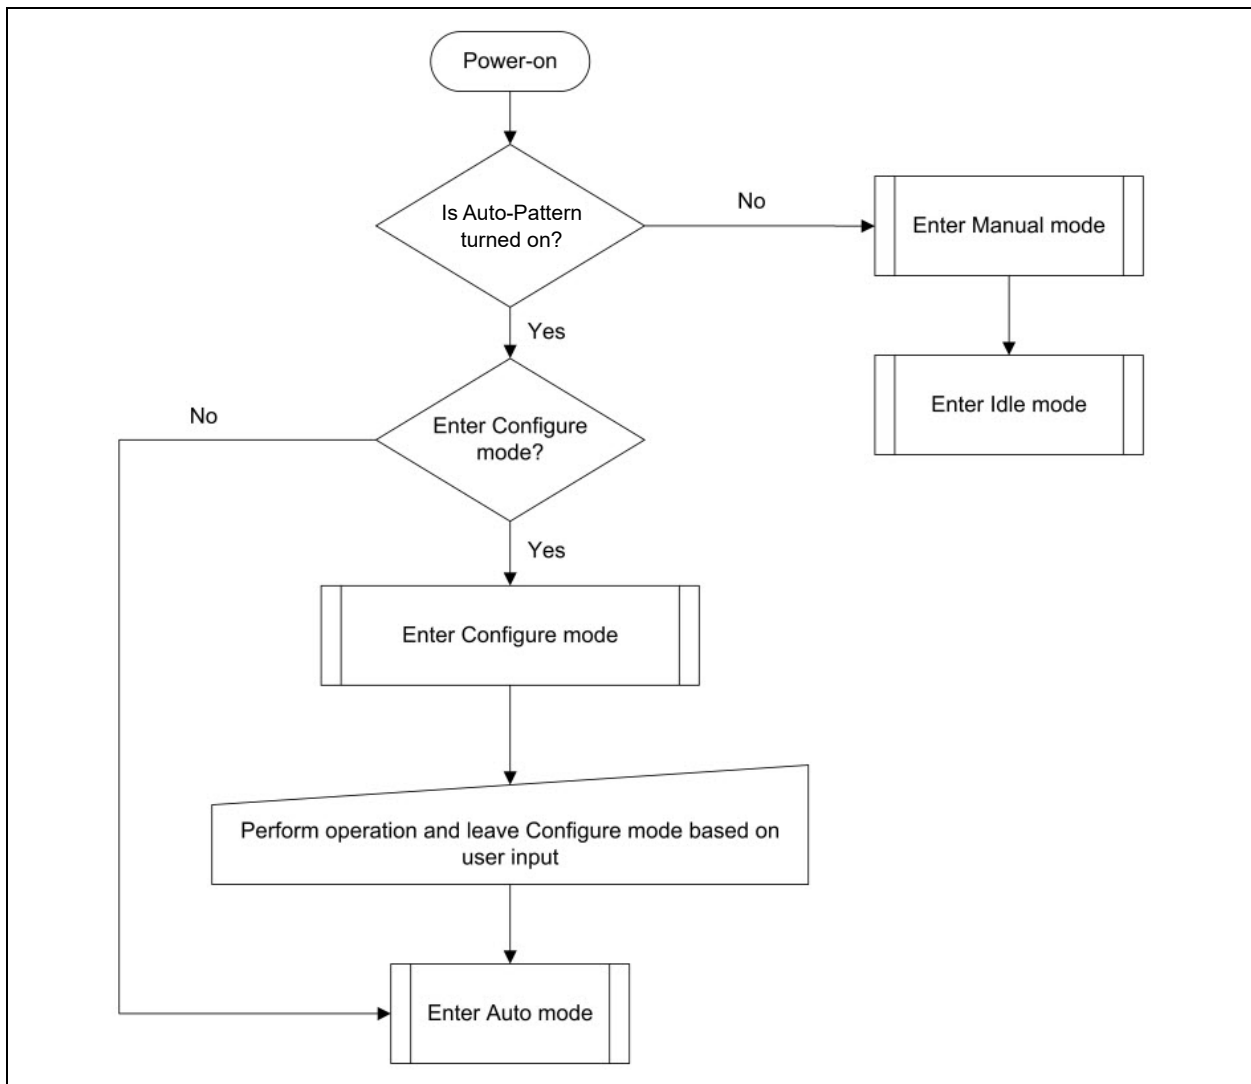 Power-on
Is Auto-Pattern
turned on?
No
Enter Manual mode
Yes
Enter Idle mode
No
Enter Configure
mode?
Yes
Enter Configure mode
Perform operation and leave Configure mode based on
user input
Enter Auto mode